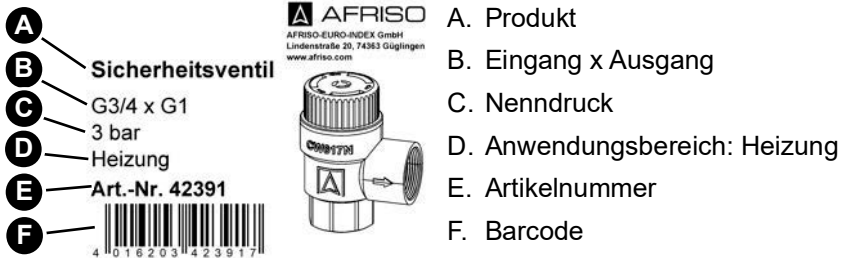 A
B
C
D
E
F
Sicherheitsventil
G3/4 x G1
3 bar
Heizung
Art.-Nr. 42391
4 016203 423917
AFRISO
AFRISO-EURO-INDEX GmbH
Lindenstraße 20, 74363 Güglingen
www.afriso.com
CW617N
A. Produkt
B. Eingang x Ausgang
C. Nenndruck
D. Anwendungsbereich: Heizung
E. Artikelnummer
F. Barcode